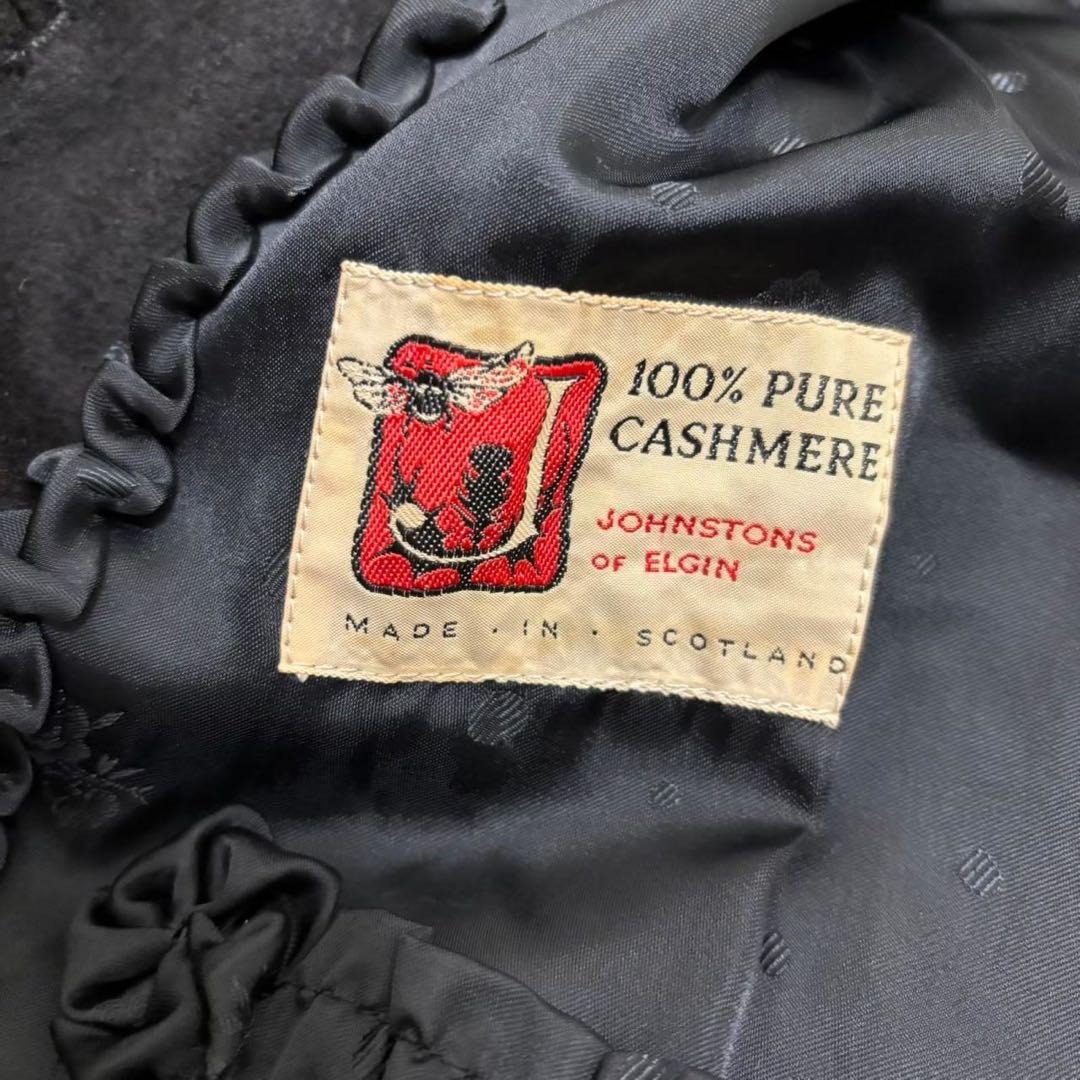 J
100% PURE
CASHMERE
JOHNSTONS
OF ELGIN
MADE · IN · SCOTLAND